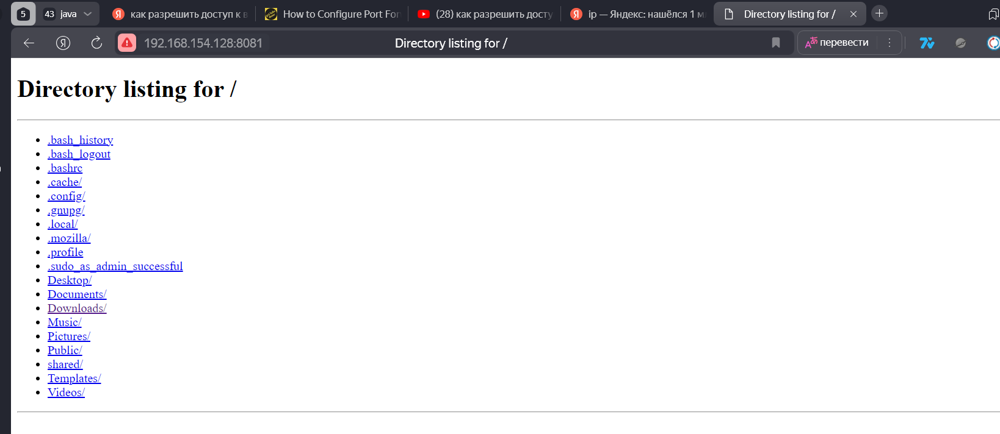 5 43 java как разрешить доступ к в How to Configure Port For (28) как разрешить досту ip — Яндекс: нашёлся 1 м Directory listing for /
192.168.154.128:8081 Directory listing for / перевести
Directory listing for /
.bash_history
.bash_logout
.bashrc
.cache/
.config/
.gnupg/
.local/
.mozilla/
.profile
.sudo_as_admin_successful
Desktop/
Documents/
Downloads/
Music/
Pictures/
Public/
shared/
Templates/
Videos/